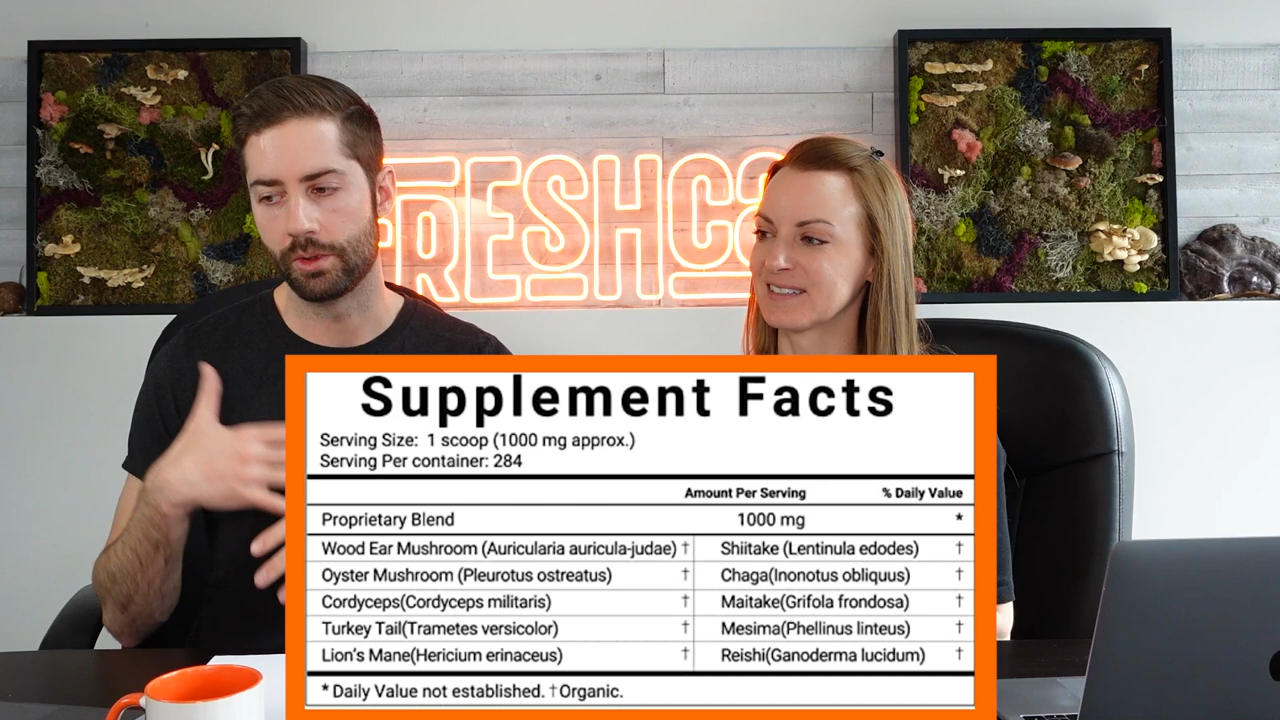 FRESHCA
Supplement Facts
Serving Size: 1 scoop (1000 mg approx.)
Serving Per container: 284
Amount Per Serving % Daily Value
Proprietary Blend 1000 mg *
Wood Ear Mushroom (Auricularia auricula-judae) † Shiitake (Lentinula edodes) †
Oyster Mushroom (Pleurotus ostreatus) † Chaga(Inonotus obliquus) †
Cordyceps(Cordyceps militaris) † Maitake(Grifola frondosa) †
Turkey Tail(Trametes versicolor) † Mesima(Phellinus linteus) †
Lion's Mane(Hericium erinaceus) † Reishi(Ganoderma lucidum) †
* Daily Value not established. †Organic.